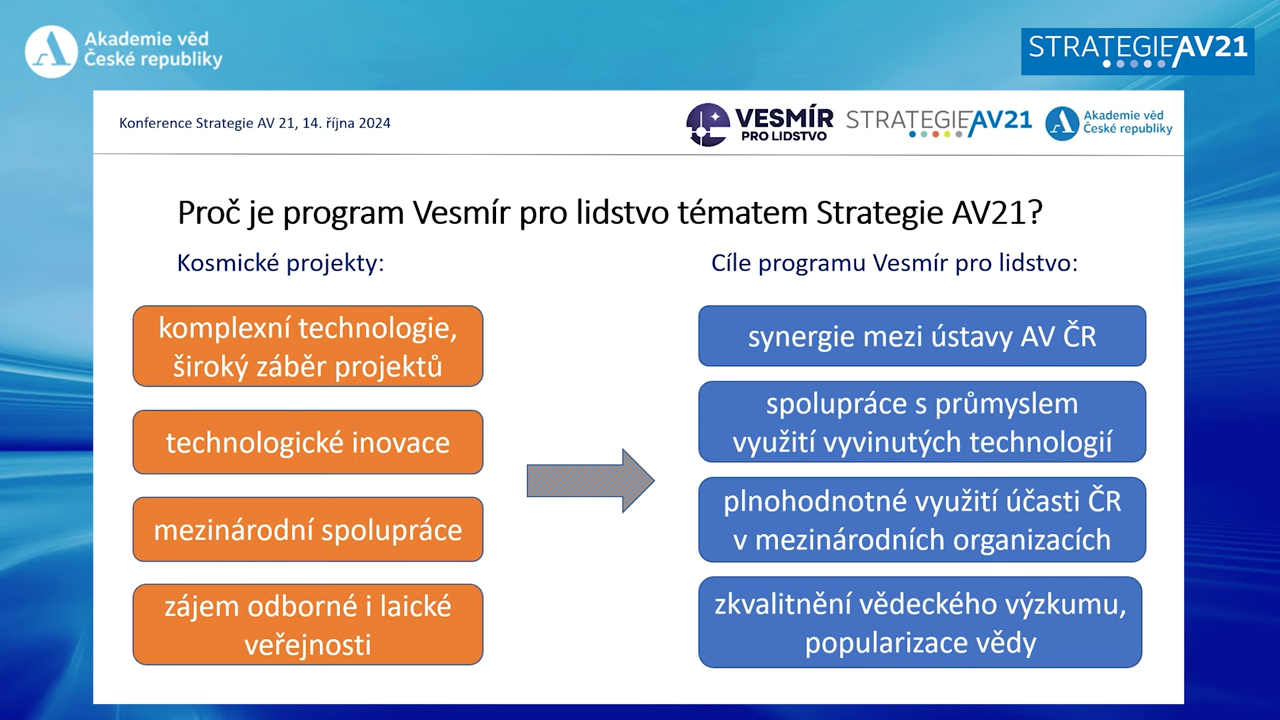 Akademie věd
České republiky
STRATEGIE AV21
Konference Strategie AV 21, 14. října 2024
VESMÍR
PRO LIDSTVO
STRATEGIE AV21
Akademie věd
České republiky
Proč je program Vesmír pro lidstvo tématem Strategie AV21?
Kosmické projekty:
komplexní technologie,
široký záběr projektů
technologické inovace
mezinárodní spolupráce
zájem odborné i laické
veřejnosti
Cíle programu Vesmír pro lidstvo:
synergie mezi ústavy AV ČR
spolupráce s průmyslem
využití vyvinutých technologií
plnohodnotné využití účasti ČR
v mezinárodních organizacích
zkvalitnění vědeckého výzkumu,
popularizace vědy